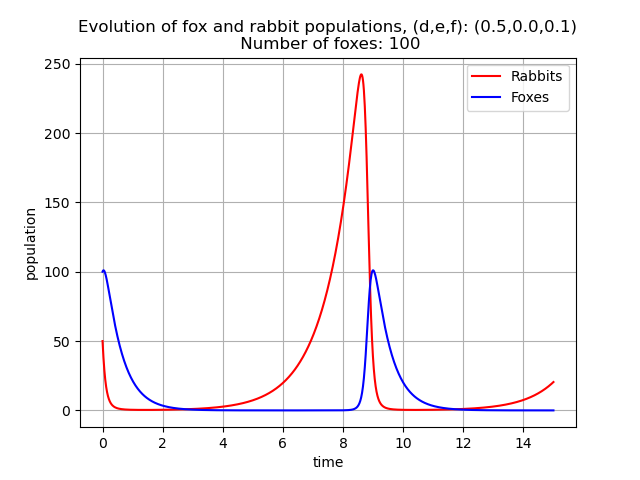 Evolution of fox and rabbit populations, (d,e,f): (0.5,0.0,0.1)
Number of foxes: 100
Rabbits
Foxes
250
200
150
100
50
0
population
0 2 4 6 8 10 12 14
time